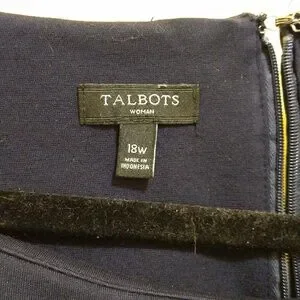 TALBOTS
WOMAN
18W
MADE IN
INDONESIA